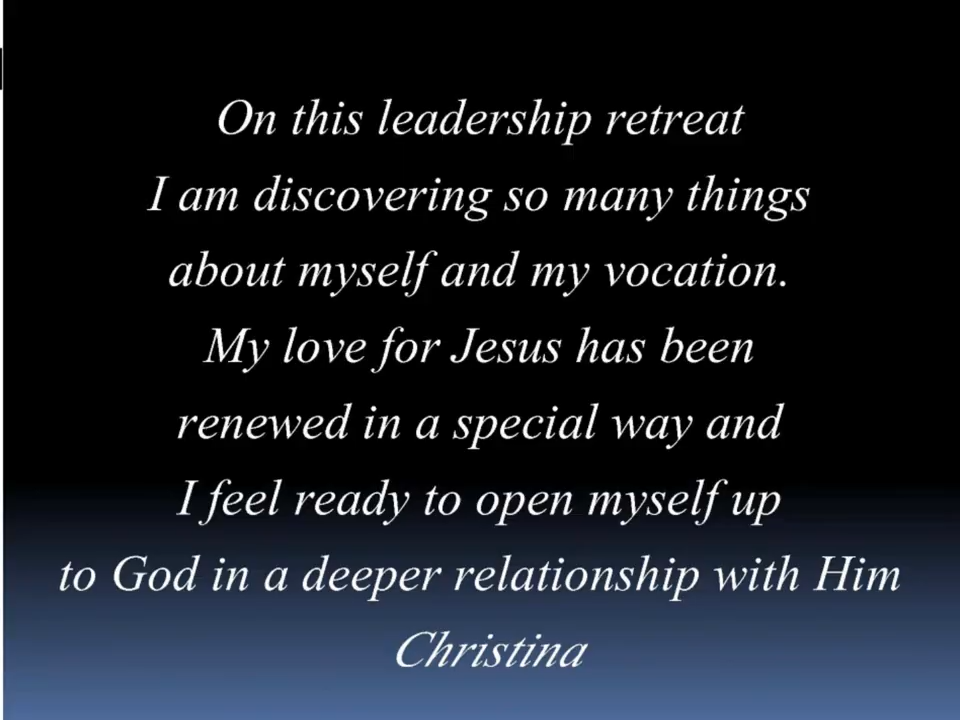 On this leadership retreat
I am discovering so many things
about myself and my vocation.
My love for Jesus has been
renewed in a special way and
I feel ready to open myself up
to God in a deeper relationship with Him
Christina